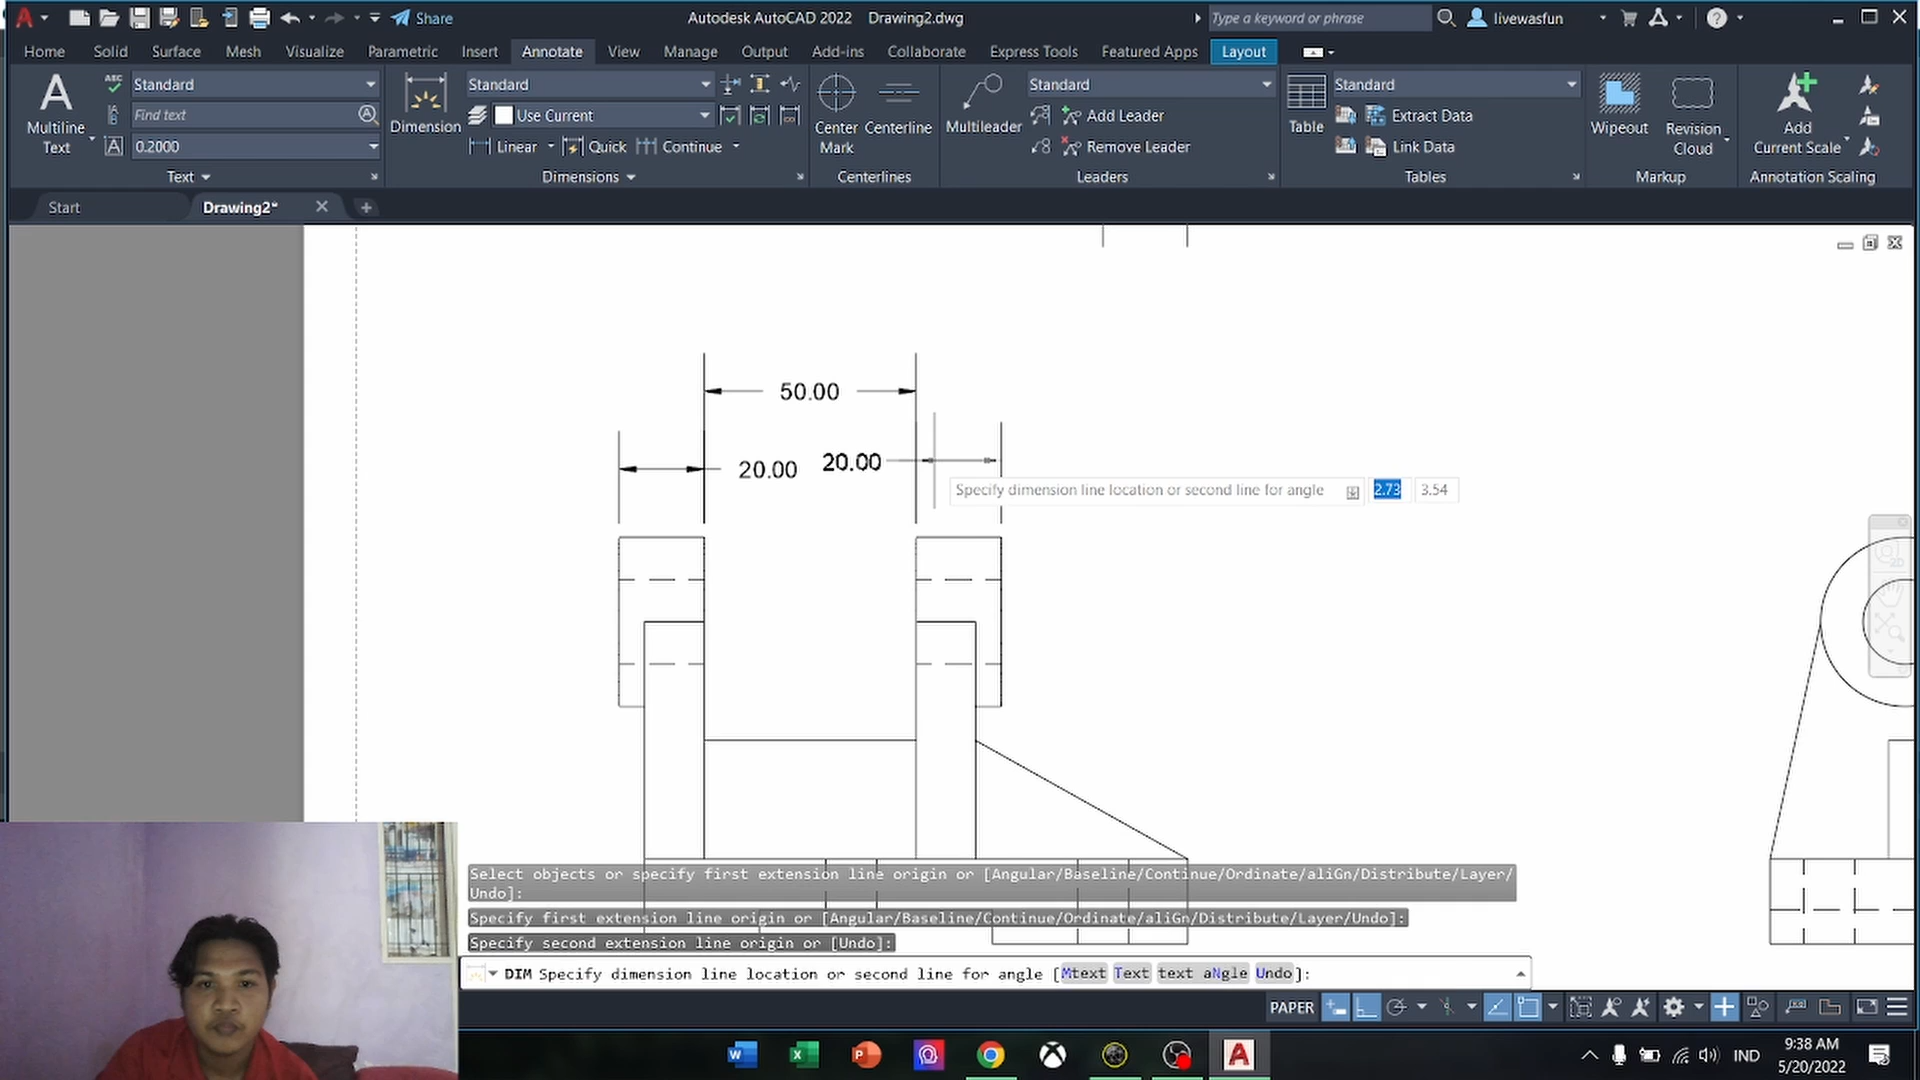 Share
Autodesk AutoCAD 2022 Drawing2.dwg
Type a keyword or phrase
livewasfun
Home Solid Surface Mesh Visualize Parametric Insert Annotate View Manage Output Add-ins Collaborate Express Tools Featured Apps Layout
Standard
Find text
0.2000
Multiline
Text
Text
Dimension
Standard
Use Current
Linear Quick Continue
Dimensions
Center
Mark
Centerline
Centerlines
Multileader
Standard
Add Leader
Remove Leader
Leaders
Table
Standard
Extract Data
Link Data
Tables
Wipeout
Revision
Cloud
Markup
Add
Current Scale
Annotation Scaling
Start Drawing2*
50.00
20.00 20.00
Specify dimension line location or second line for angle 2.73 3.54
Select objects or specify first extension line origin or [Angular/Baseline/Continue/Ordinate/aliGn/Distribute/Layer/
Undo]:
Specify first extension line origin or [Angular/Baseline/Continue/Ordinate/aliGn/Distribute/Layer/Undo]:
Specify second extension line origin or [Undo]:
DIM Specify dimension line location or second line for angle [Mtext Text text aNgle Undo]:
PAPER
IND
9:38 AM
5/20/2022